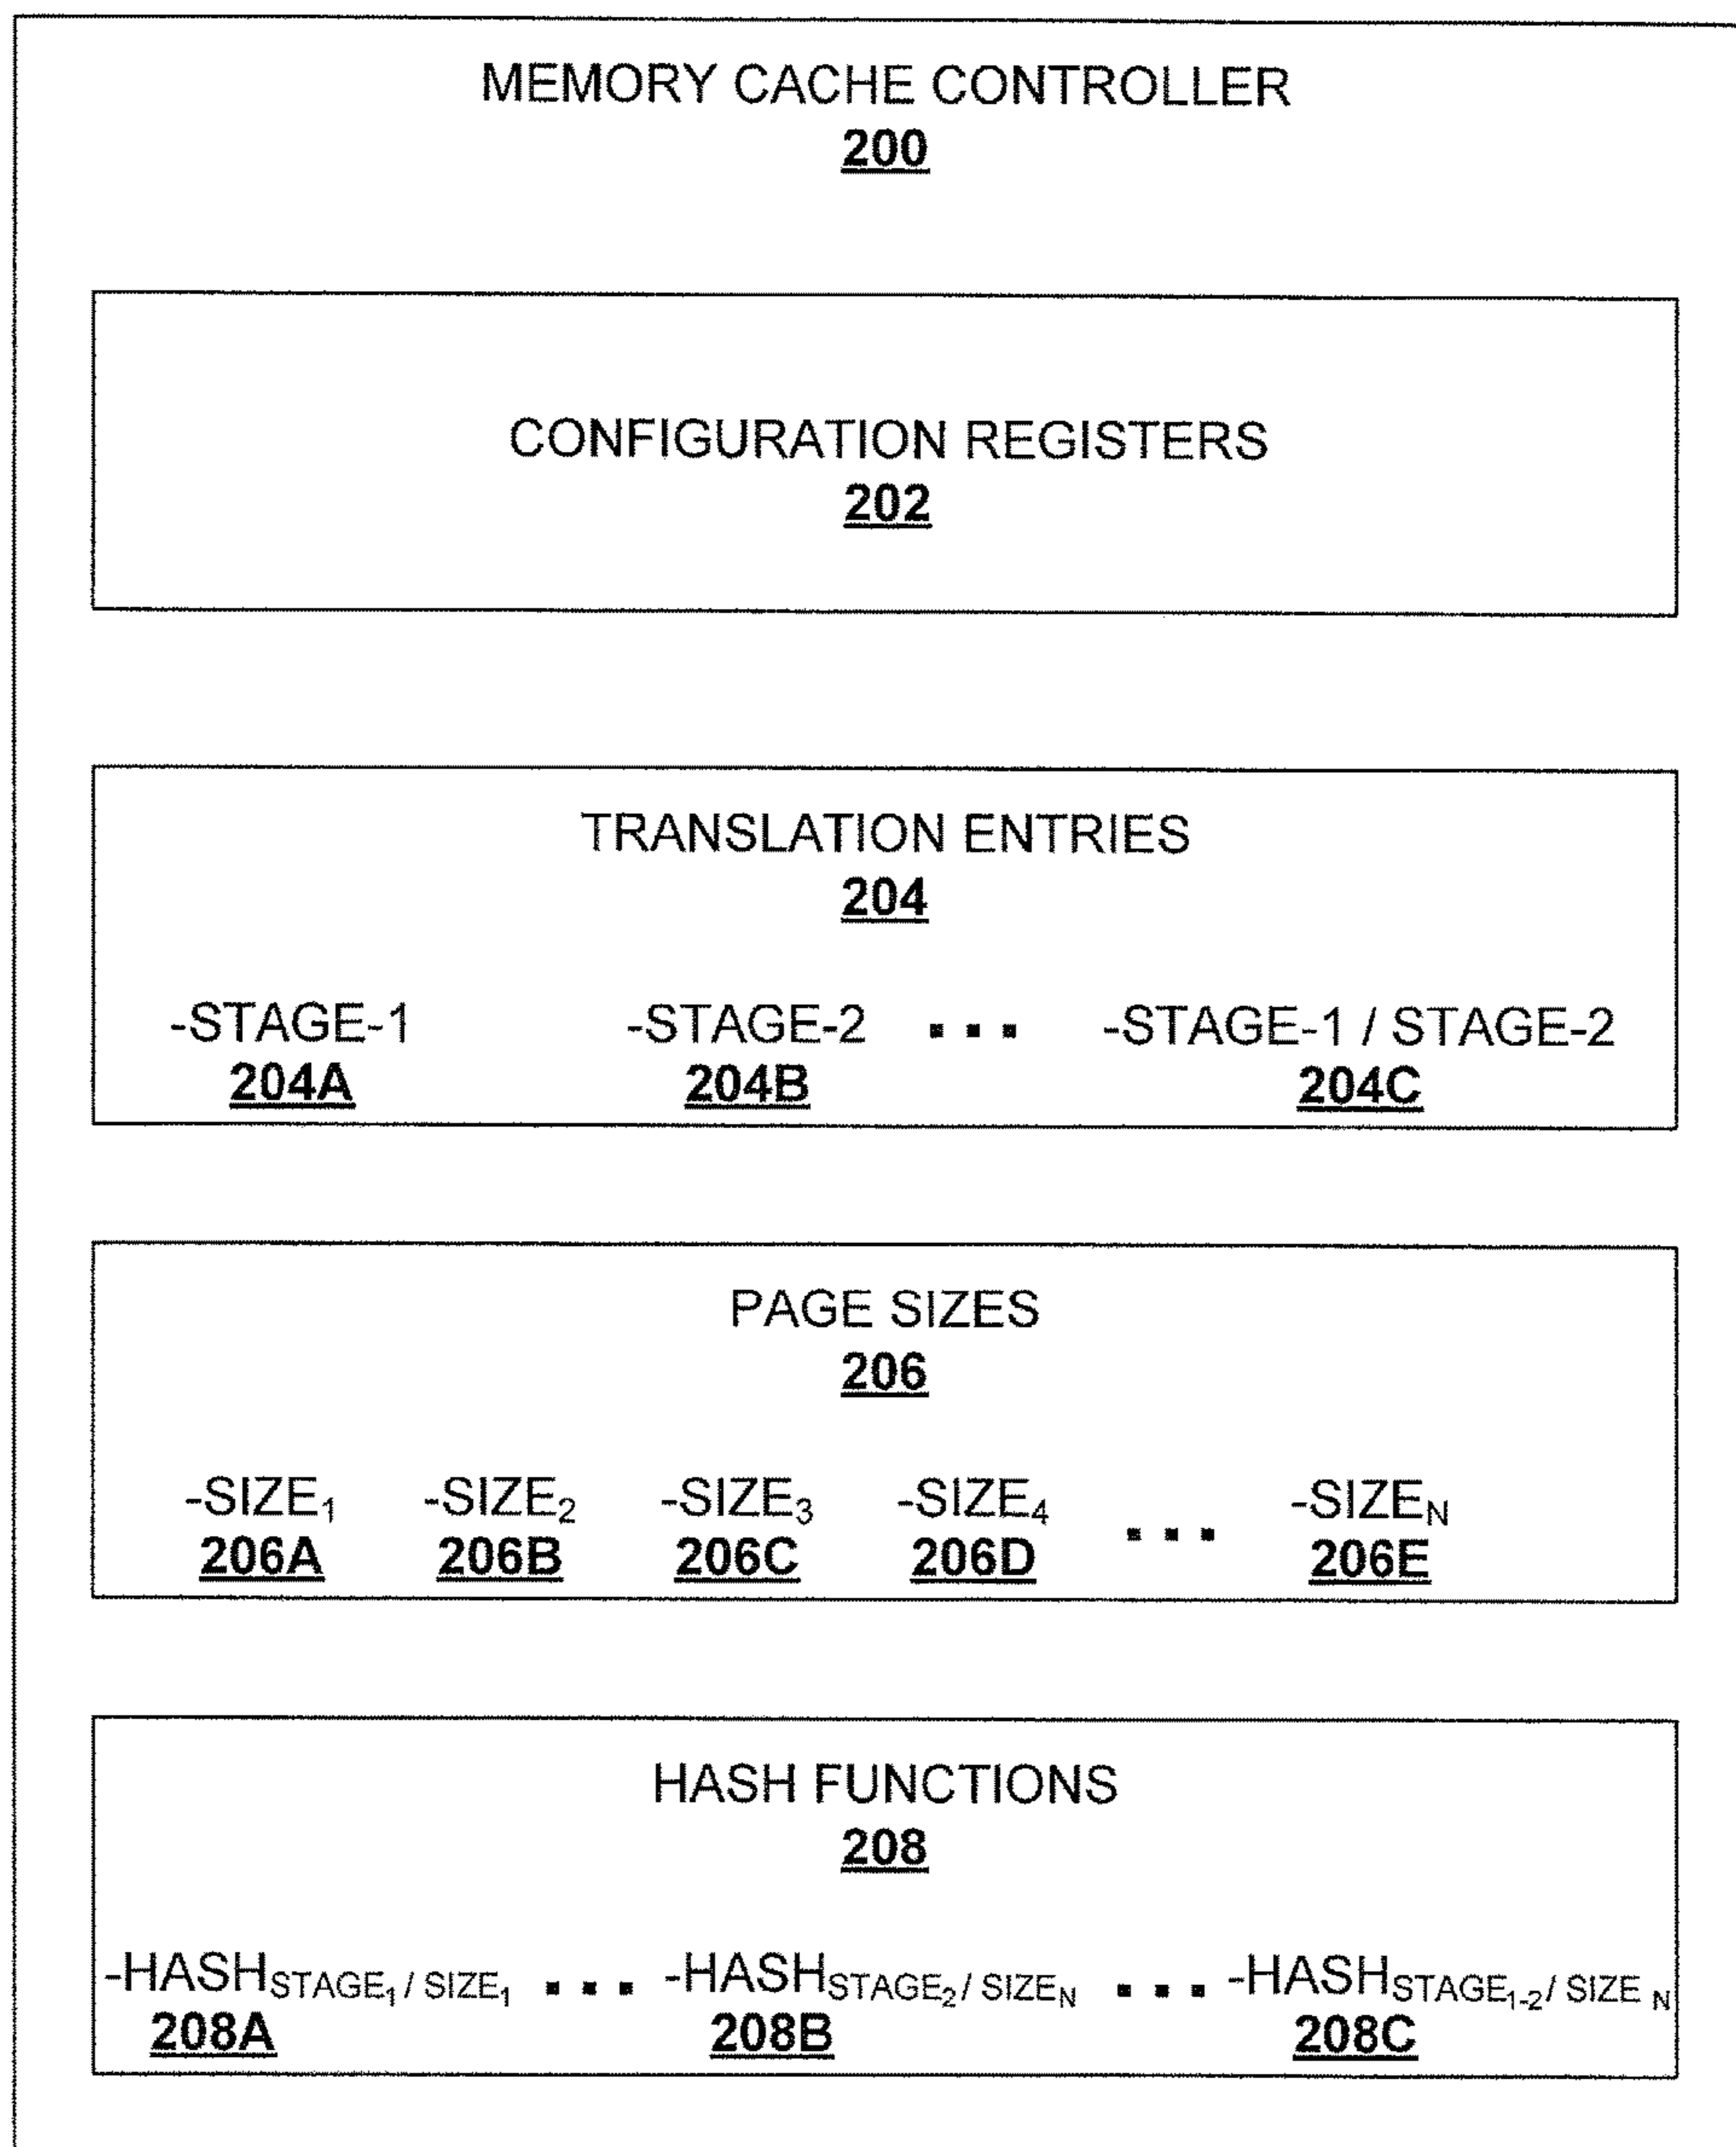 MEMORY CACHE CONTROLLER
200
CONFIGURATION REGISTERS
202
TRANSLATION ENTRIES
204
-STAGE-1 -STAGE-2 ... -STAGE-1 / STAGE-2
204A 204B 204C
PAGE SIZES
206
-SIZE1 -SIZE2 -SIZE3 -SIZE4 ... -SIZEN
206A 206B 206C 206D 206E
HASH FUNCTIONS
208
-HASHSTAGE1 / SIZE1 ... -HASHSTAGE2 / SIZEN ... -HASHSTAGE1-2 / SIZE N
208A 208B 208C